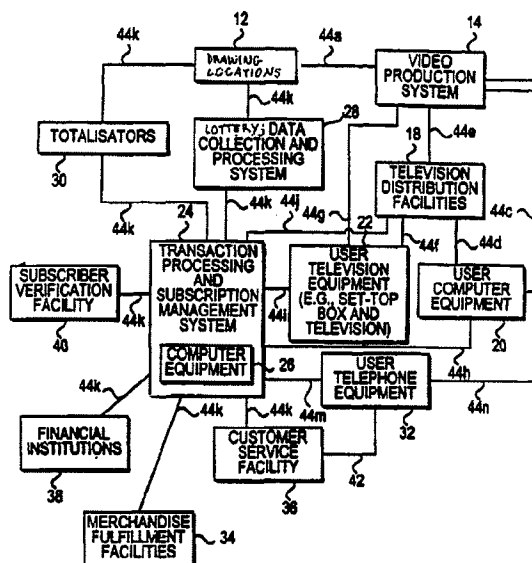 12
14
44k
44a
DRAWING
LOCATIONS
VIDEO
PRODUCTION
SYSTEM
44k
28
18
44e
TOTALISATORS
30
LOTTERY; DATA
COLLECTION AND
PROCESSING
SYSTEM
TELEVISION
DISTRIBUTION
FACILITIES
44c
44k
24
44k
44j
44g
22
44f
44d
SUBSCRIBER
VERIFICATION
FACILITY
40
44k
TRANSACTION
PROCESSING
AND
SUBSCRIPTION
MANAGEMENT
SYSTEM
44i
USER
TELEVISION
EQUIPMENT
(E.G., SET-TOP
BOX AND
TELEVISION)
USER
COMPUTER
EQUIPMENT
20
COMPUTER
EQUIPMENT
26
44h
44k
44k
44k
44m
USER
TELEPHONE
EQUIPMENT
32
44n
FINANCIAL
INSTITUTIONS
38
CUSTOMER
SERVICE
FACILITY
36
42
MERCHANDISE
FULFILLMENT
FACILITIES
34